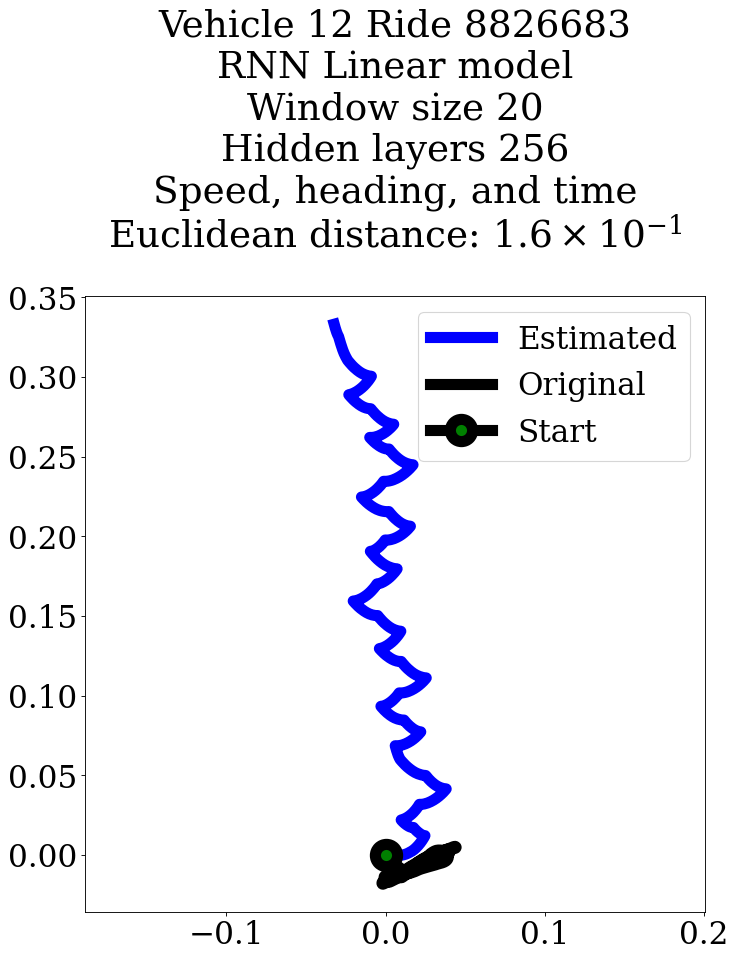 Vehicle 12 Ride 8826683
RNN Linear model
Window size 20
Hidden layers 256
Speed, heading, and time
Euclidean distance: 1.6 × 10⁻¹
0.35
0.30
0.25
0.20
0.15
0.10
0.05
0.00
Estimated
Original
Start
−0.1
0.0
0.1
0.2